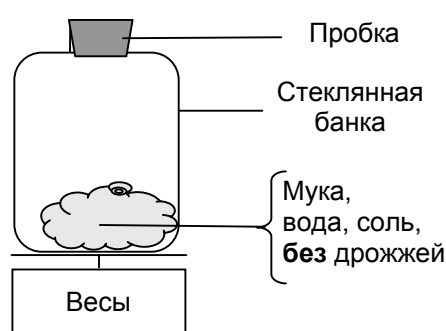 Пробка
Стеклянная
банка
Мука,
вода, соль,
без дрожжей
Весы